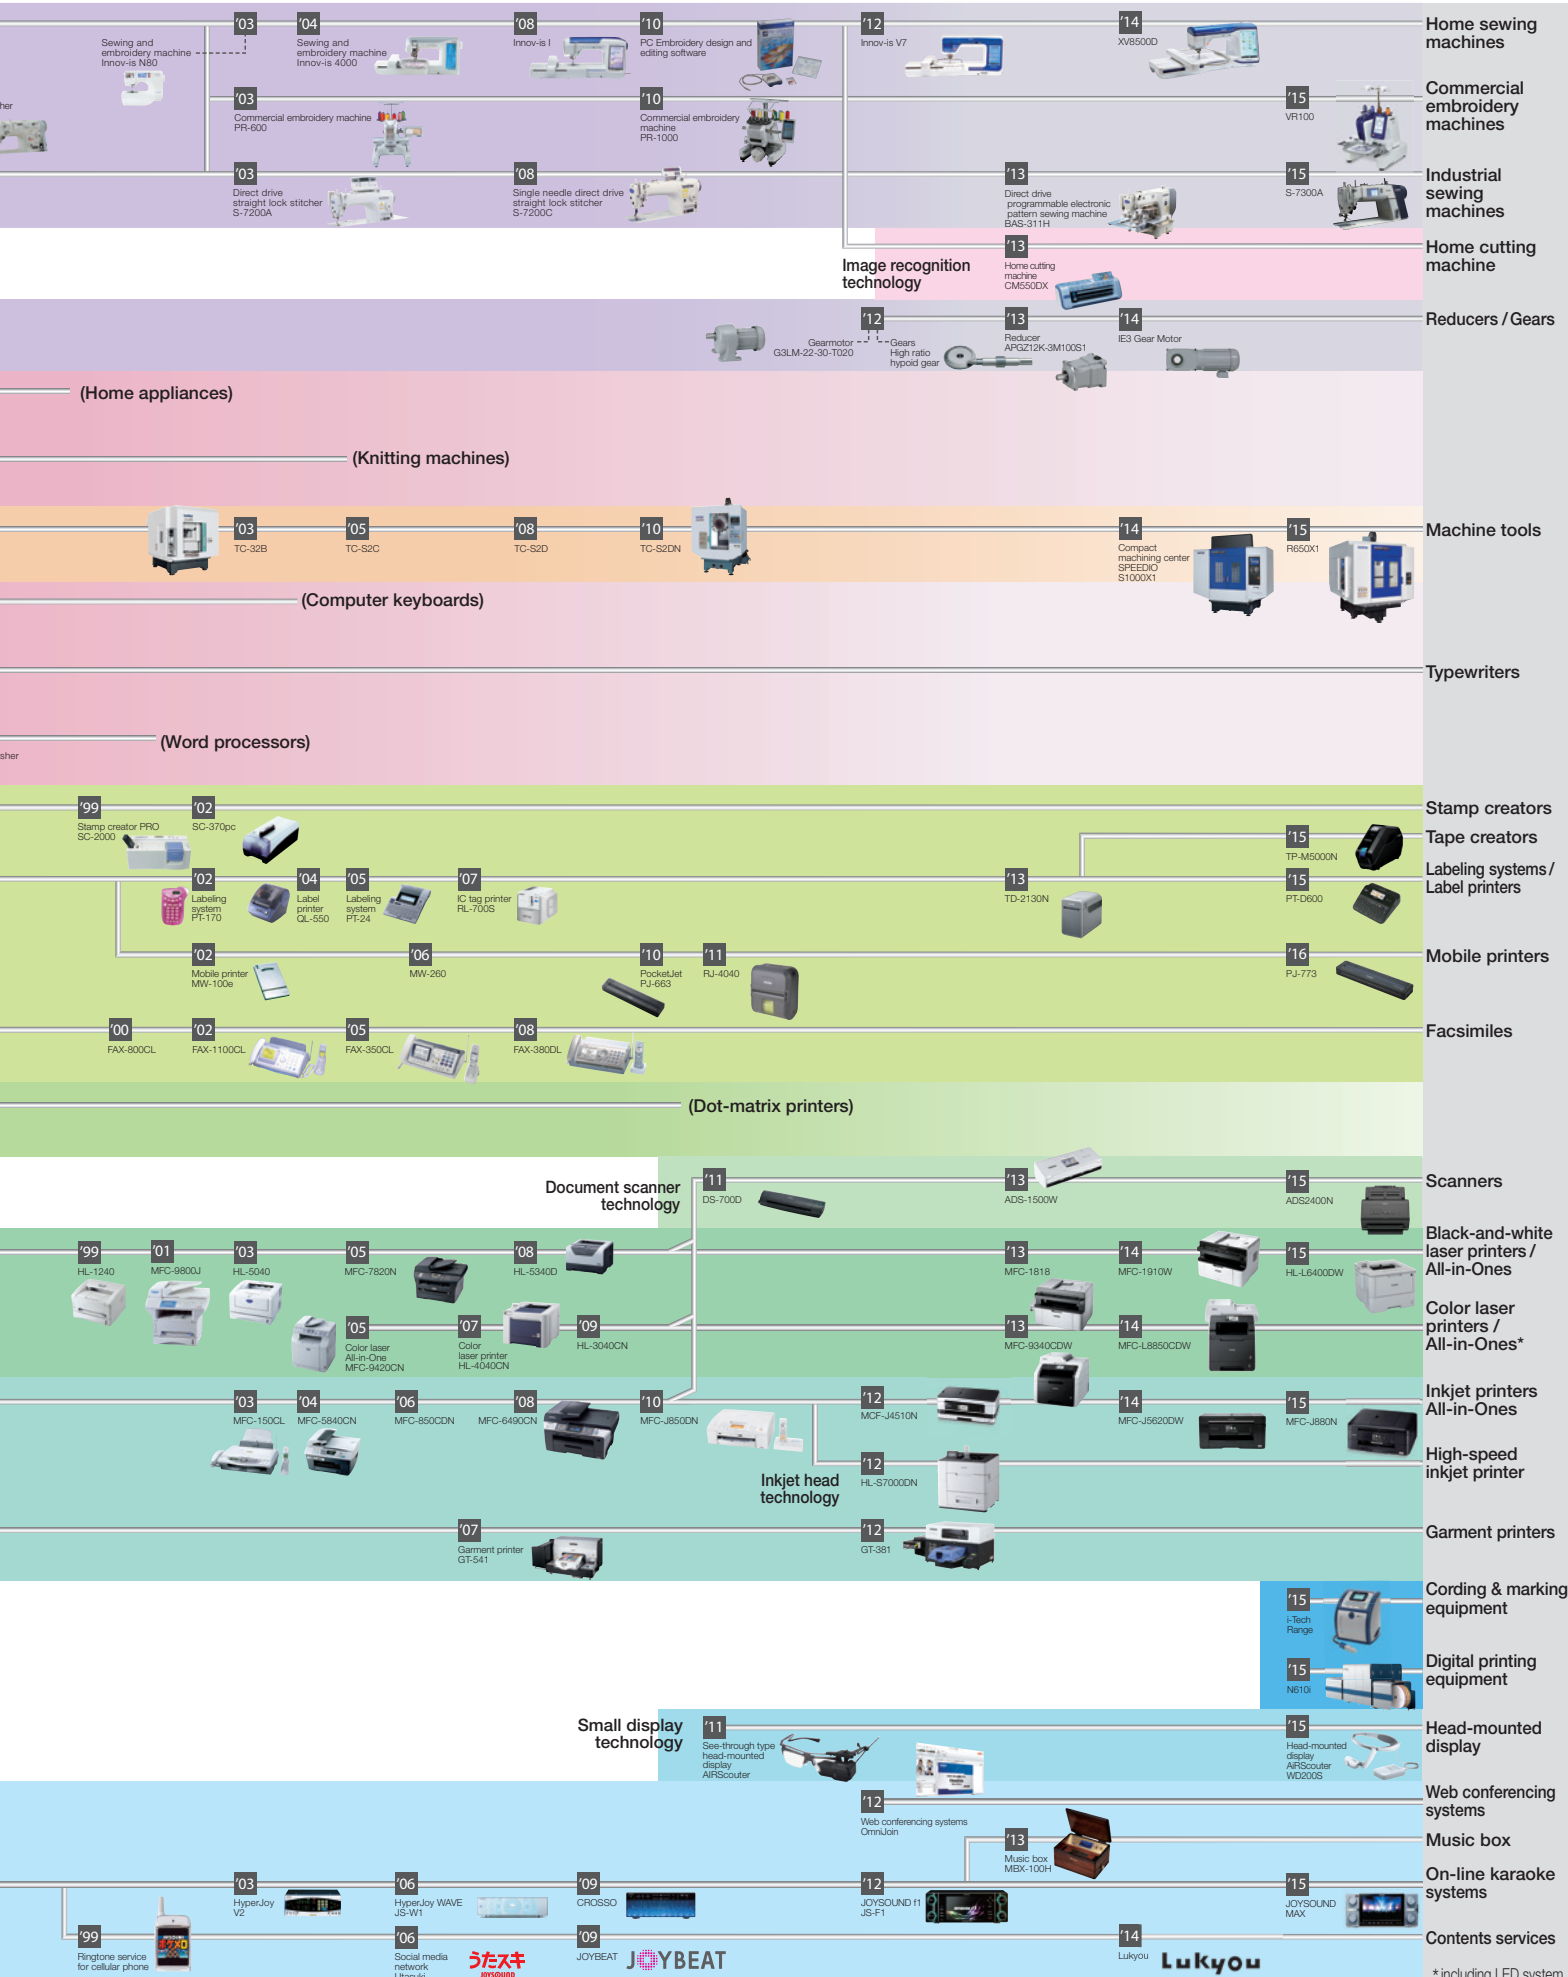 '03
'04
'08
'10
'12
'14
Home sewing
machines
Sewing and
embroidery machine
Innov-is N80
Sewing and
embroidery machine
Innov-is 4000
Innov-is I
PC Embroidery design and
editing software
Innov-is V7
XV8500D
'03
'10
'15
Commercial
embroidery
machines
her
Commercial embroidery machine
PR-600
Commercial embroidery
machine
PR-1000
VR100
'03
'08
'13
'15
Industrial
sewing
machines
Direct drive
straight lock stitcher
S-7200A
Single needle direct drive
straight lock stitcher
S-7200C
Direct drive
programmable electronic
pattern sewing machine
BAS-311H
S-7300A
Image recognition
technology
'13
Home cutting
machine
CM550DX
Home cutting
machine
'12
'13
'14
Reducers / Gears
Gearmotor
G3LM-22-30-T020
Gears
High ratio
hypoid gear
Reducer
APGZ12K-3M100S1
IE3 Gear Motor
(Home appliances)
(Knitting machines)
'03
'05
'08
'10
'14
'15
Machine tools
TC-32B
TC-S2C
TC-S2D
TC-S2DN
Compact
machining center
SPEEDIO
S1000X1
R650X1
(Computer keyboards)
Typewriters
(Word processors)
sher
'99
'02
Stamp creators
Stamp creator PRO
SC-2000
SC-370pc
'15
Tape creators
TP-M5000N
'02
'04
'05
'07
'13
'15
Labeling systems /
Label printers
Labeling
system
PT-170
Label
printer
QL-550
Labeling
system
PT-24
IC tag printer
RL-700S
TD-2130N
PT-D600
'02
'06
'10
'11
'16
Mobile printers
Mobile printer
MW-100e
MW-260
PocketJet
PJ-663
RJ-4040
PJ-773
'00
'02
'05
'08
Facsimiles
FAX-800CL
FAX-1100CL
FAX-350CL
FAX-380DL
(Dot-matrix printers)
Document scanner
technology
'11
'13
'15
Scanners
DS-700D
ADS-1500W
ADS2400N
'99
'01
'03
'05
'08
'13
'14
'15
Black-and-white
laser printers /
All-in-Ones
HL-1240
MFC-9800J
HL-5040
MFC-7820N
HL-5340D
MFC-1818
MFC-1910W
HL-L6400DW
'05
'07
'09
'13
'14
Color laser
printers /
All-in-Ones*
Color laser
All-in-One
MFC-9420CN
Color
laser printer
HL-4040CN
HL-3040CN
MFC-9340CDW
MFC-L8850CDW
'03
'04
'06
'08
'10
'12
'14
'15
Inkjet printers
All-in-Ones
MFC-150CL
MFC-5840CN
MFC-850CDN
MFC-6490CN
MFC-J850DN
MCF-J4510N
MFC-J5620DW
MFC-J880N
Inkjet head
technology
'12
HL-S7000DN
High-speed
inkjet printer
'07
'12
Garment printers
Garment printer
GT-541
GT-381
'15
i-Tech
Range
Cording & marking
equipment
'15
N610i
Digital printing
equipment
Small display
technology
'11
'15
Head-mounted
display
See-through type
head-mounted
display
AIRScouter
Head-mounted
display
AiRScouter
WD200S
'12
Web conferencing systems
OmniJoin
Web conferencing
systems
'13
Music box
MBX-100H
Music box
'03
'06
'09
'12
'15
On-line karaoke
systems
HyperJoy
V2
HyperJoy WAVE
JS-W1
CROSSO
JOYSOUND f1
JS-F1
JOYSOUND
MAX
'99
'06
'09
'14
Contents services
Ringtone service
for cellular phone
Social media
network
Utasuki
うたスキ
JOYSOUND
JOYBEAT
JOYBEAT
Lukyou
Lukyou
* including LED system